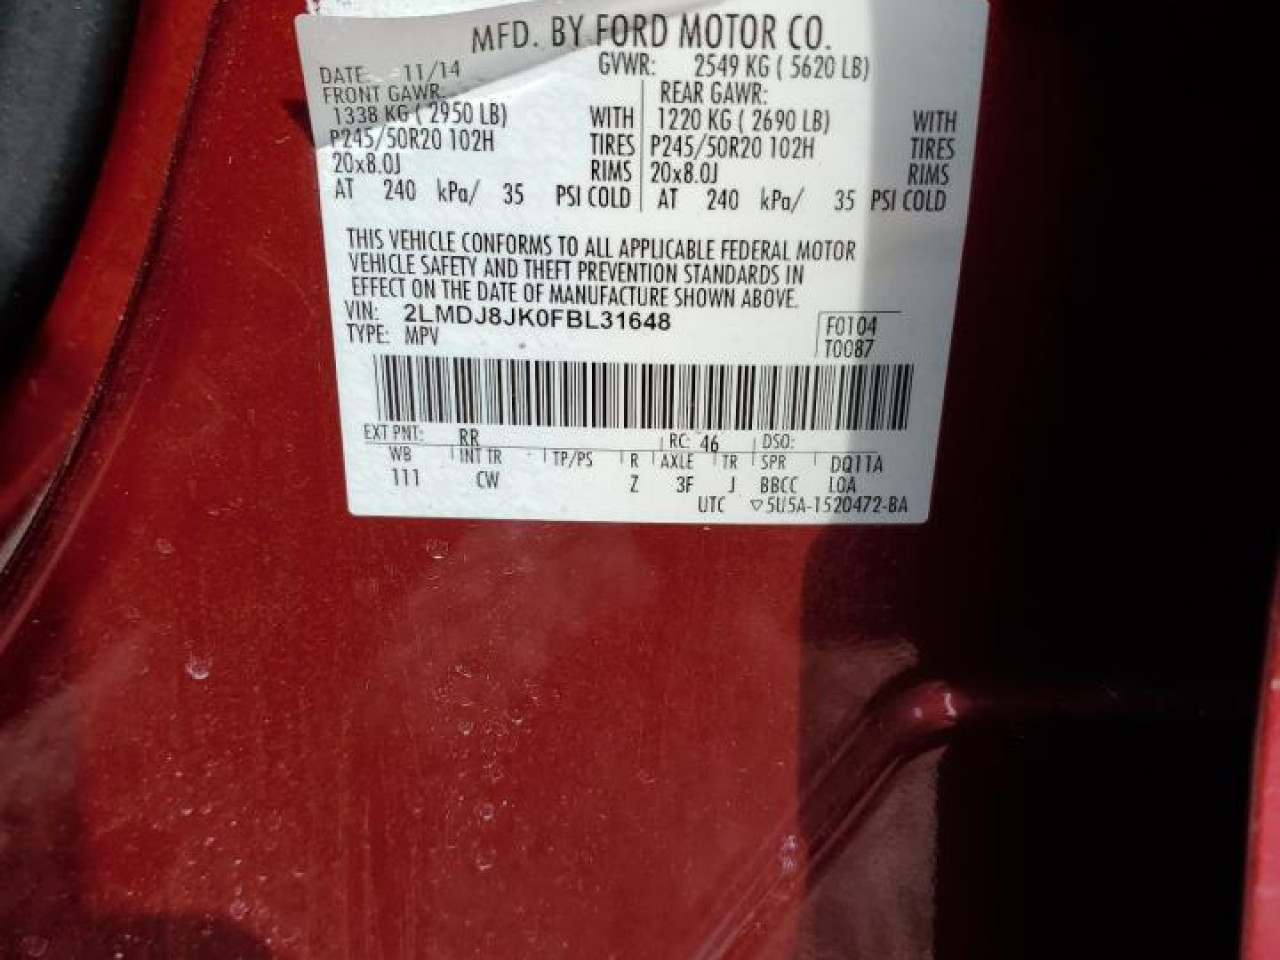 MFD. BY FORD MOTOR CO.
DATE: 11/14 GVWR: 2549 KG ( 5620 LB)
FRONT GAWR: REAR GAWR:
1338 KG ( 2950 LB) WITH 1220 KG ( 2690 LB) WITH
P245/50R20 102H TIRES P245/50R20 102H TIRES
20x8.0J RIMS 20x8.0J RIMS
AT 240 kPa/ 35 PSI COLD AT 240 kPa/ 35 PSI COLD
THIS VEHICLE CONFORMS TO ALL APPLICABLE FEDERAL MOTOR
VEHICLE SAFETY AND THEFT PREVENTION STANDARDS IN
EFFECT ON THE DATE OF MANUFACTURE SHOWN ABOVE.
VIN: 2LMDJ8JK0FBL31648 F0104
TYPE: MPV T0087
EXT PNT: RR RC: 46 DSO:
WB INT TR TP/PS R AXLE TR SPR DQ11A
111 CW Z 3F J BBCC LOA
UTC ▽5U5A-1520472-BA